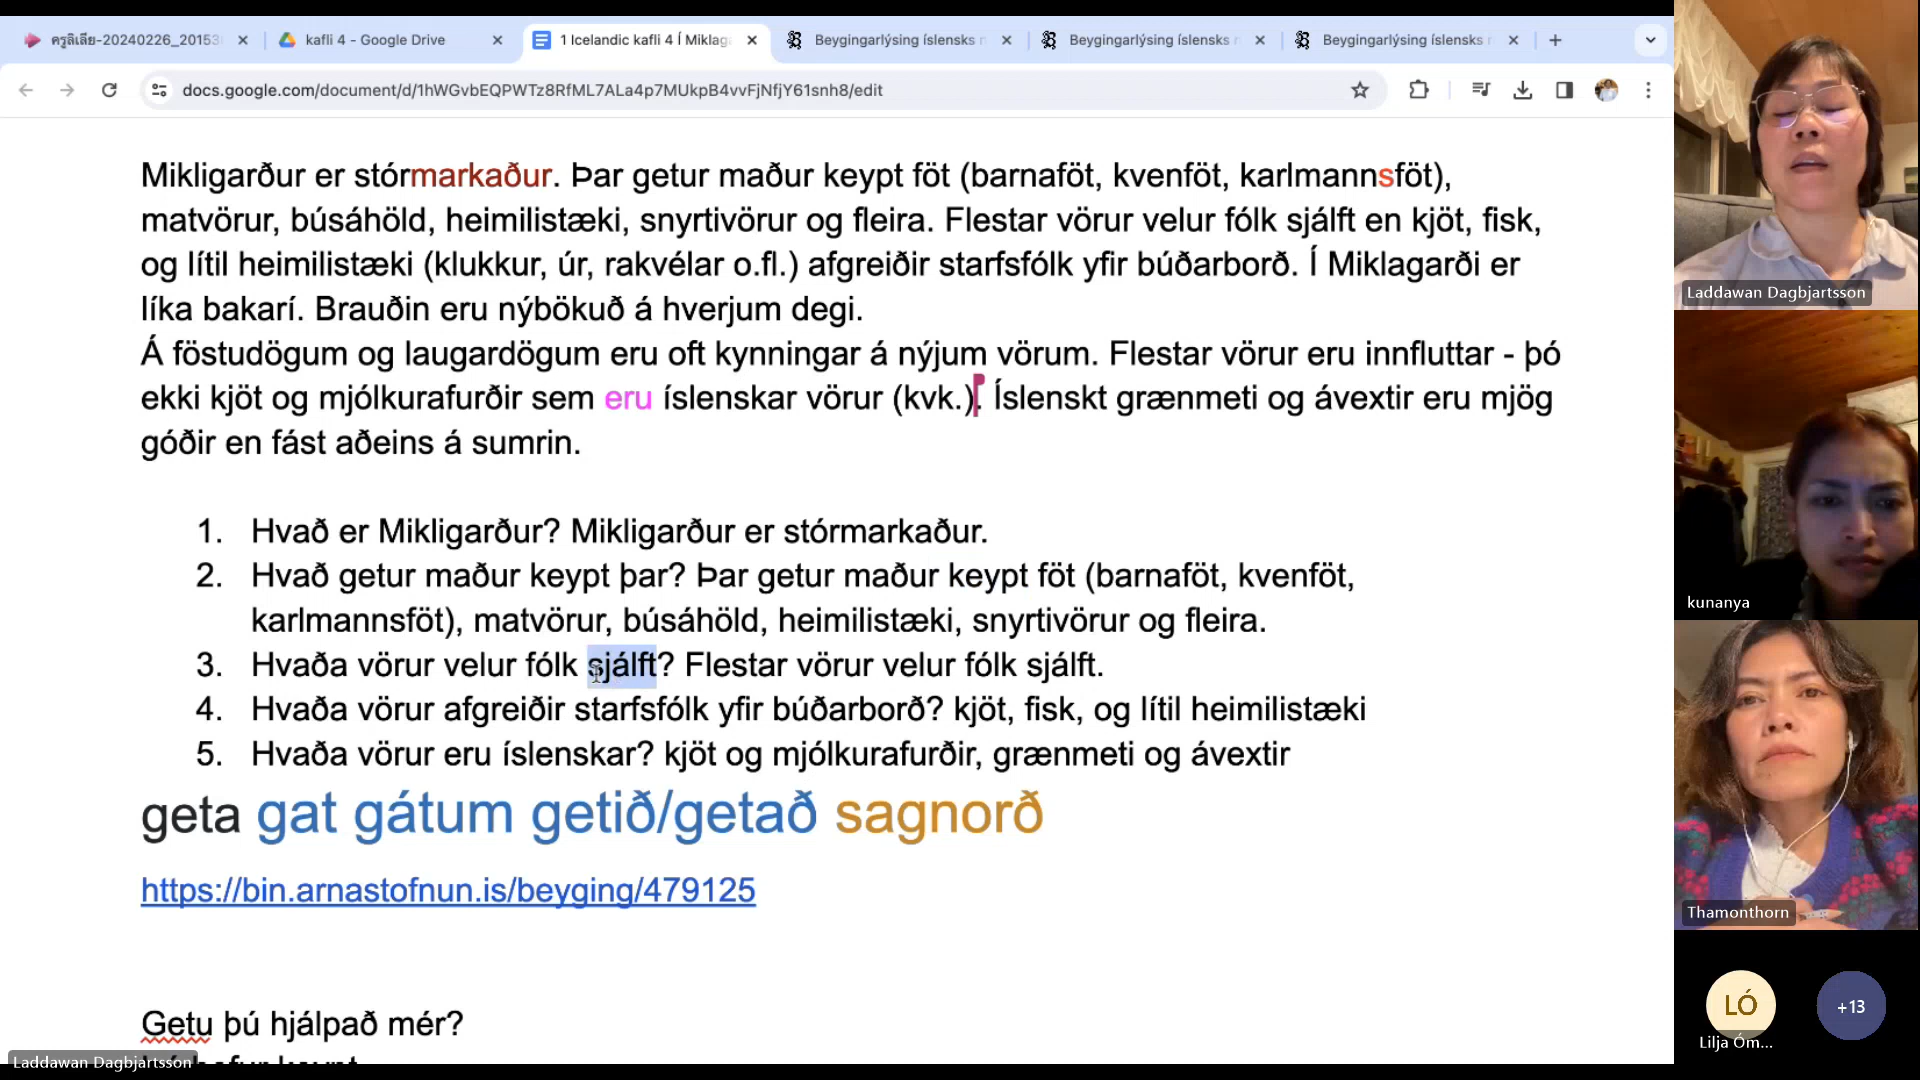 ครูลิเลีย-20240226_20153
kafli 4 - Google Drive
1 Icelandic kafli 4 Í Miklag
Beygingarlýsing íslensks n
Beygingarlýsing íslensks n
Beygingarlýsing íslensks r
docs.google.com/document/d/1hWGvbEQPWTz8RfML7ALa4p7MUkpB4vvFjNfjY61snh8/edit
Mikligarður er stórmarkaður. Þar getur maður keypt föt (barnaföt, kvenföt, karlmannsföt),
matvörur, búsáhöld, heimilistæki, snyrtivörur og fleira. Flestar vörur velur fólk sjálft en kjöt, fisk,
og lítil heimilistæki (klukkur, úr, rakvélar o.fl.) afgreiðir starfsfólk yfir búðarborð. Í Miklagarði er
líka bakarí. Brauðin eru nýbökuð á hverjum degi.
Á föstudögum og laugardögum eru oft kynningar á nýjum vörum. Flestar vörur eru innfluttar - þó
ekki kjöt og mjólkurafurðir sem eru íslenskar vörur (kvk.). Íslenskt grænmeti og ávextir eru mjög
góðir en fást aðeins á sumrin.
1. Hvað er Mikligarður? Mikligarður er stórmarkaður.
2. Hvað getur maður keypt þar? Þar getur maður keypt föt (barnaföt, kvenföt,
karlmannsföt), matvörur, búsáhöld, heimilistæki, snyrtivörur og fleira.
3. Hvaða vörur velur fólk sjálft? Flestar vörur velur fólk sjálft.
4. Hvaða vörur afgreiðir starfsfólk yfir búðarborð? kjöt, fisk, og lítil heimilistæki
5. Hvaða vörur eru íslenskar? kjöt og mjólkurafurðir, grænmeti og ávextir
geta gat gátum getið/getað sagnorð
https://bin.arnastofnun.is/beyging/479125
Getu þú hjálpað mér?
Laddawan Dagbjartsson
Laddawan Dagbjartsson
kunanya
Thamonthorn
LÓ
Lilja Óm...
+13